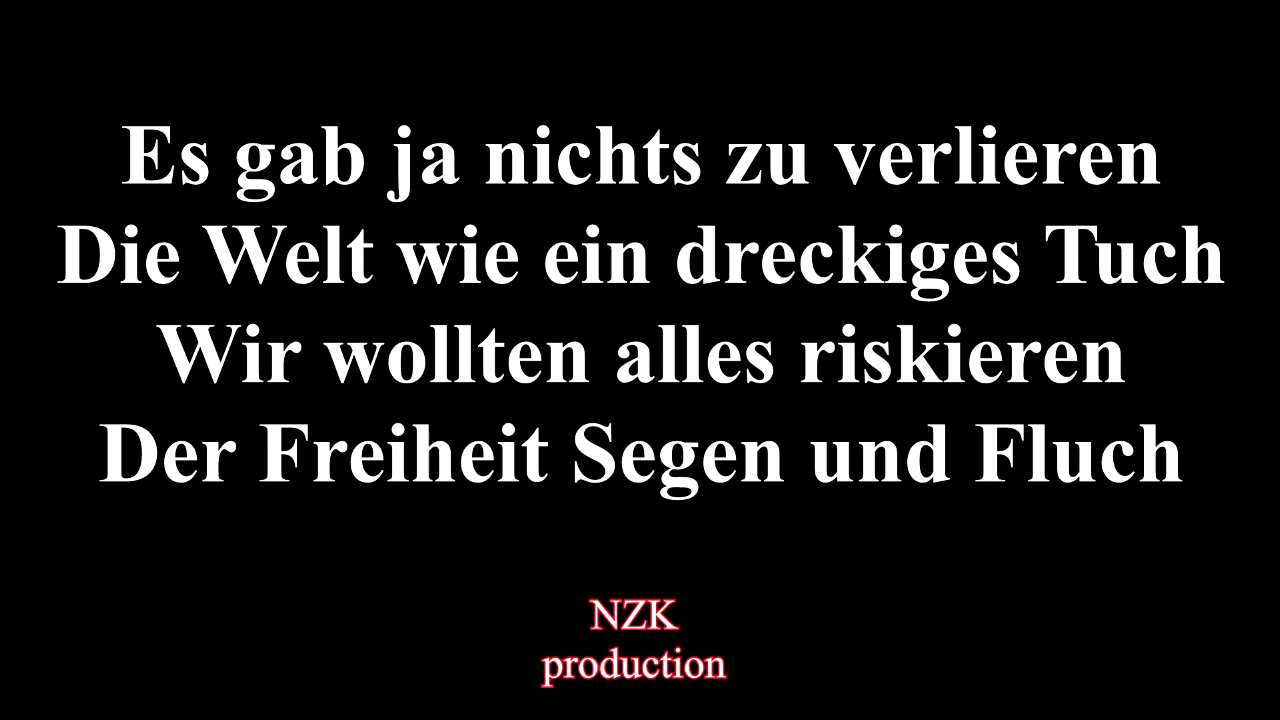 Es gab ja nichts zu verlieren
Die Welt wie ein dreckiges Tuch
Wir wollten alles riskieren
Der Freiheit Segen und Fluch
NZK
production